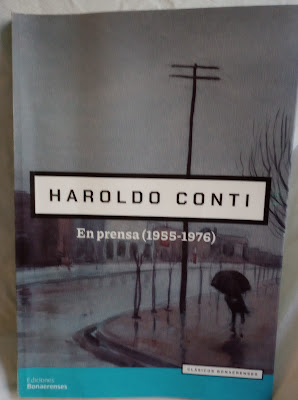 HAROLDO CONTI
En prensa (1955-1976)
CLÁSICOS BONAERENSES
Ediciones
Bonaerenses